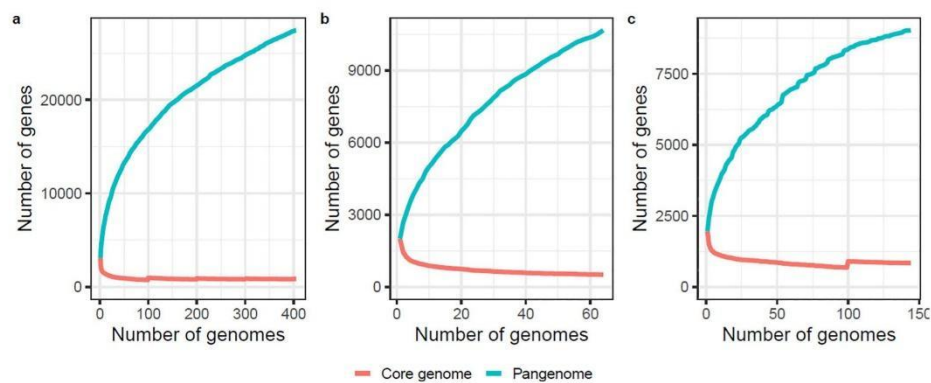 a
Number of genes
20000
10000
0
0 100 200 300 400
Number of genomes
b
Number of genes
9000
6000
3000
0
0 20 40 60
Number of genomes
c
Number of genes
7500
5000
2500
0
0 50 100 150
Number of genomes
Core genome Pangenome